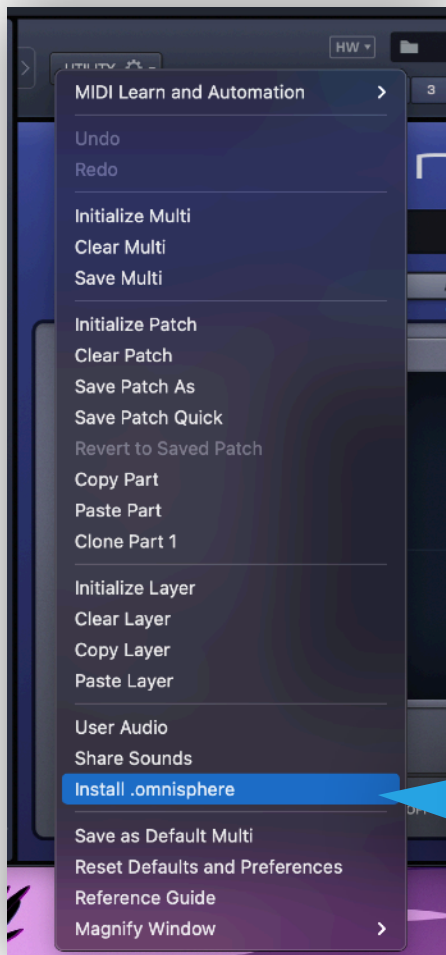 HW
UTILITY
3
MIDI Learn and Automation
Undo
Redo
Initialize Multi
Clear Multi
Save Multi
Initialize Patch
Clear Patch
Save Patch As
Save Patch Quick
Revert to Saved Patch
Copy Part
Paste Part
Clone Part 1
Initialize Layer
Clear Layer
Copy Layer
Paste Layer
User Audio
Share Sounds
Install .omnisphere
Save as Default Multi
Reset Defaults and Preferences
Reference Guide
Magnify Window